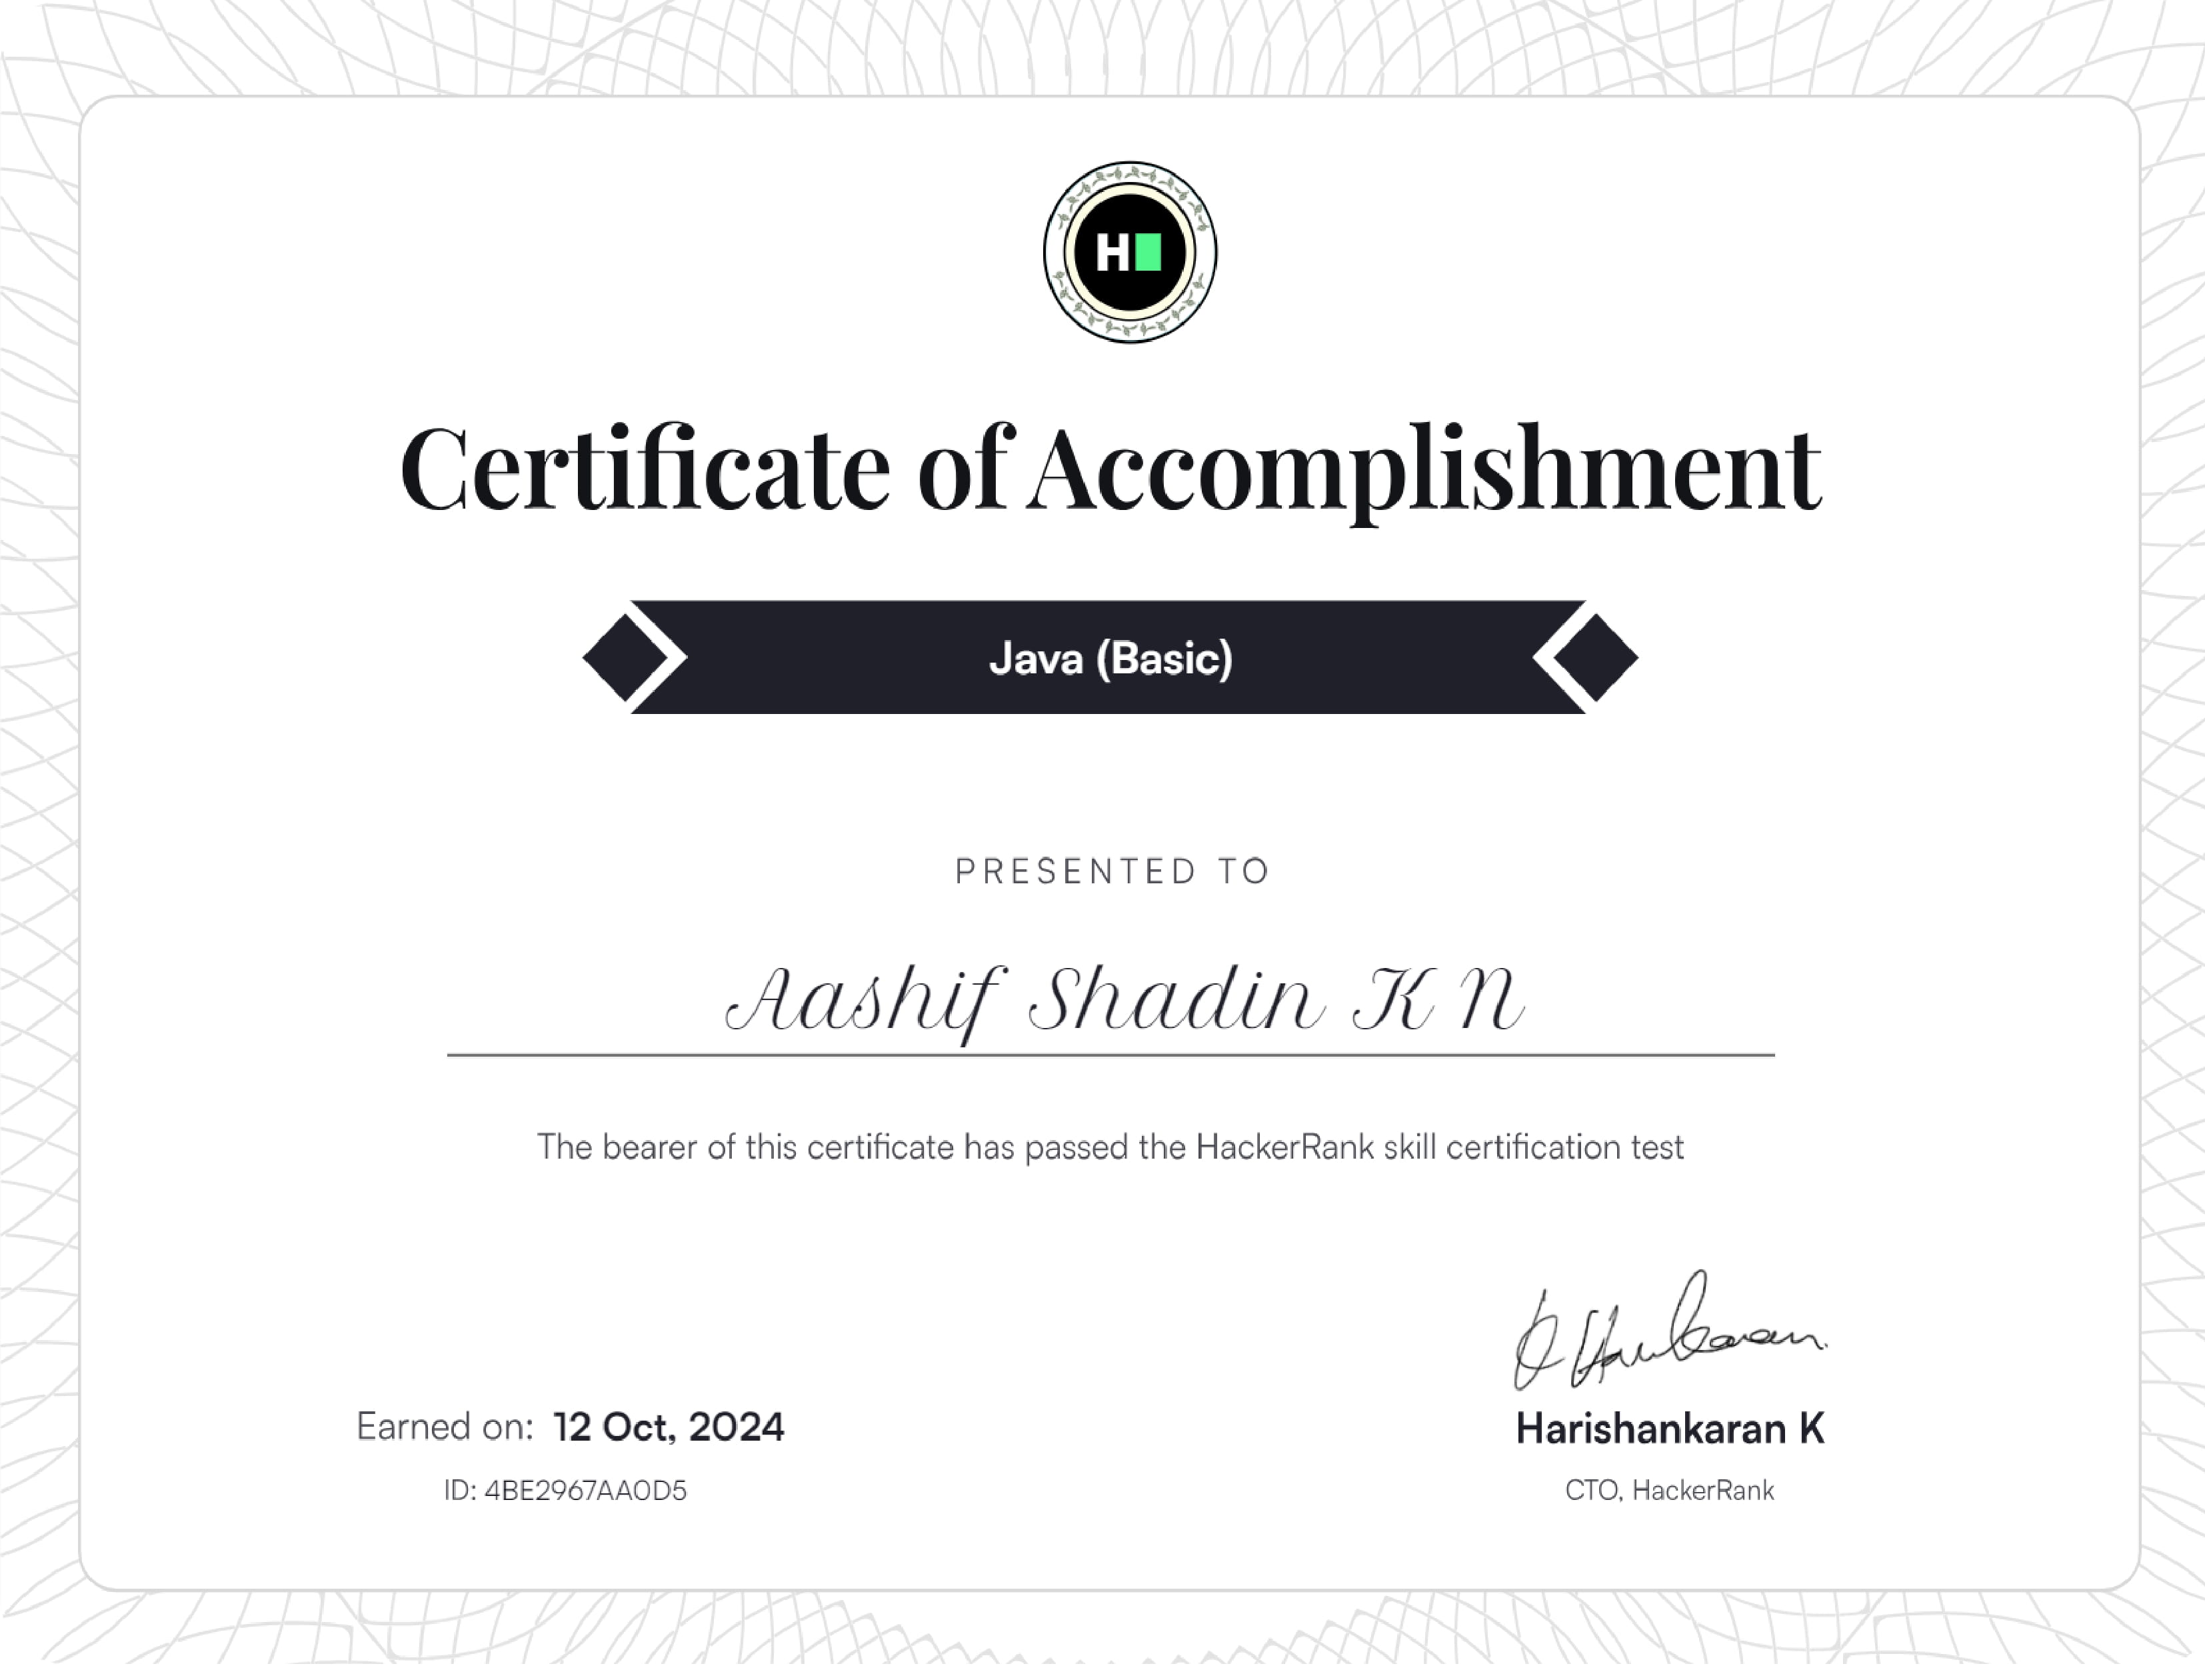 H
Certificate of Accomplishment
Java (Basic)
PRESENTED TO
Aashif Shadin K N
The bearer of this certificate has passed the HackerRank skill certification test
Earned on: 12 Oct, 2024
ID: 4BE2967AA0D5
Harishankaran K
CTO, HackerRank